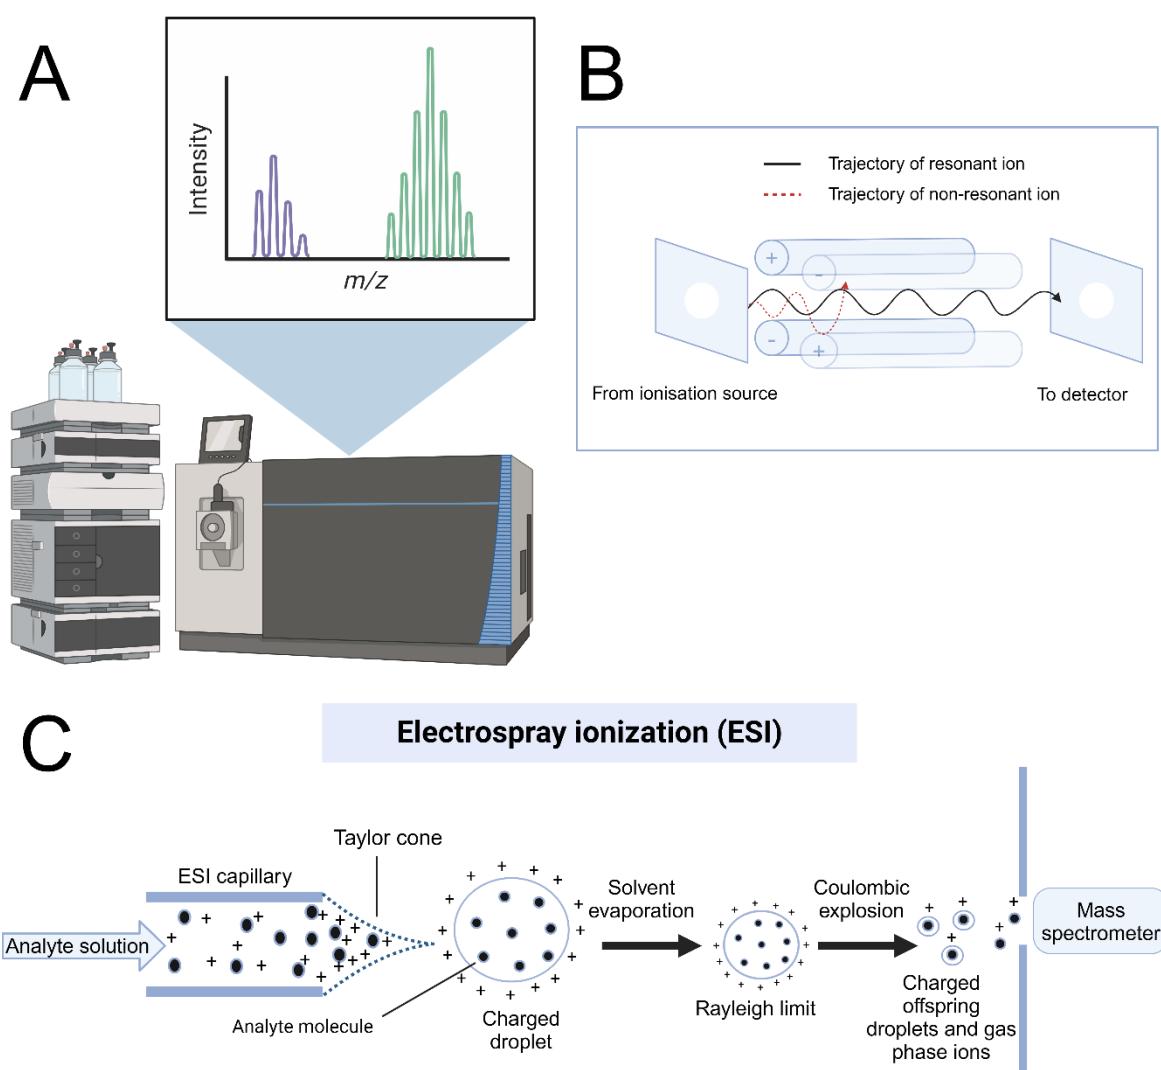 A
Intensity
m/z
B
Trajectory of resonant ion
Trajectory of non-resonant ion
+
-
-
+
From ionisation source
To detector
C
Electrospray ionization (ESI)
Taylor cone
ESI capillary
Analyte solution
Analyte molecule
Charged
droplet
Solvent
evaporation
Rayleigh limit
Coulombic
explosion
Charged
offspring
droplets and gas
phase ions
Mass
spectrometer